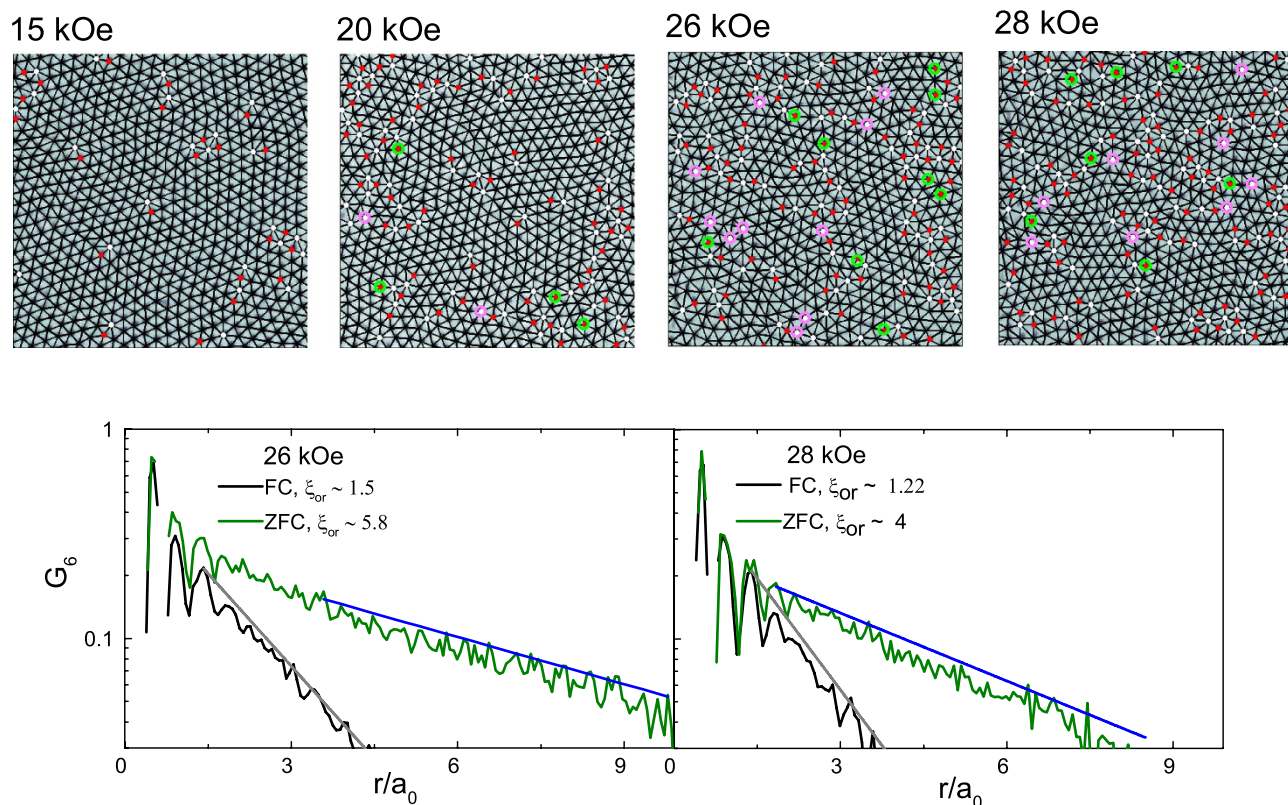 15 kOe
20 kOe
26 kOe
28 kOe
26 kOe
FC, ξor ~ 1.5
ZFC, ξor ~ 5.8
28 kOe
FC, ξor ~ 1.22
ZFC, ξor ~ 4
G6
1
0.1
0 3 6 9
r/a0
0 3 6 9
r/a0